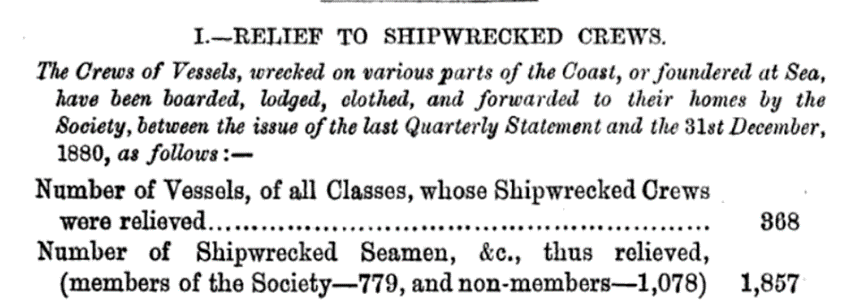 I.—RELIEF TO SHIPWRECKED CREWS.
The Crews of Vessels, wrecked on various parts of the Coast, or foundered at Sea,
have been boarded, lodged, clothed, and forwarded to their homes by the
Society, between the issue of the last Quarterly Statement and the 31st December,
1880, as follows:—
Number of Vessels, of all Classes, whose Shipwrecked Crews
were relieved............................................................ 368
Number of Shipwrecked Seamen, &c., thus relieved,
(members of the Society—779, and non-members—1,078) 1,857